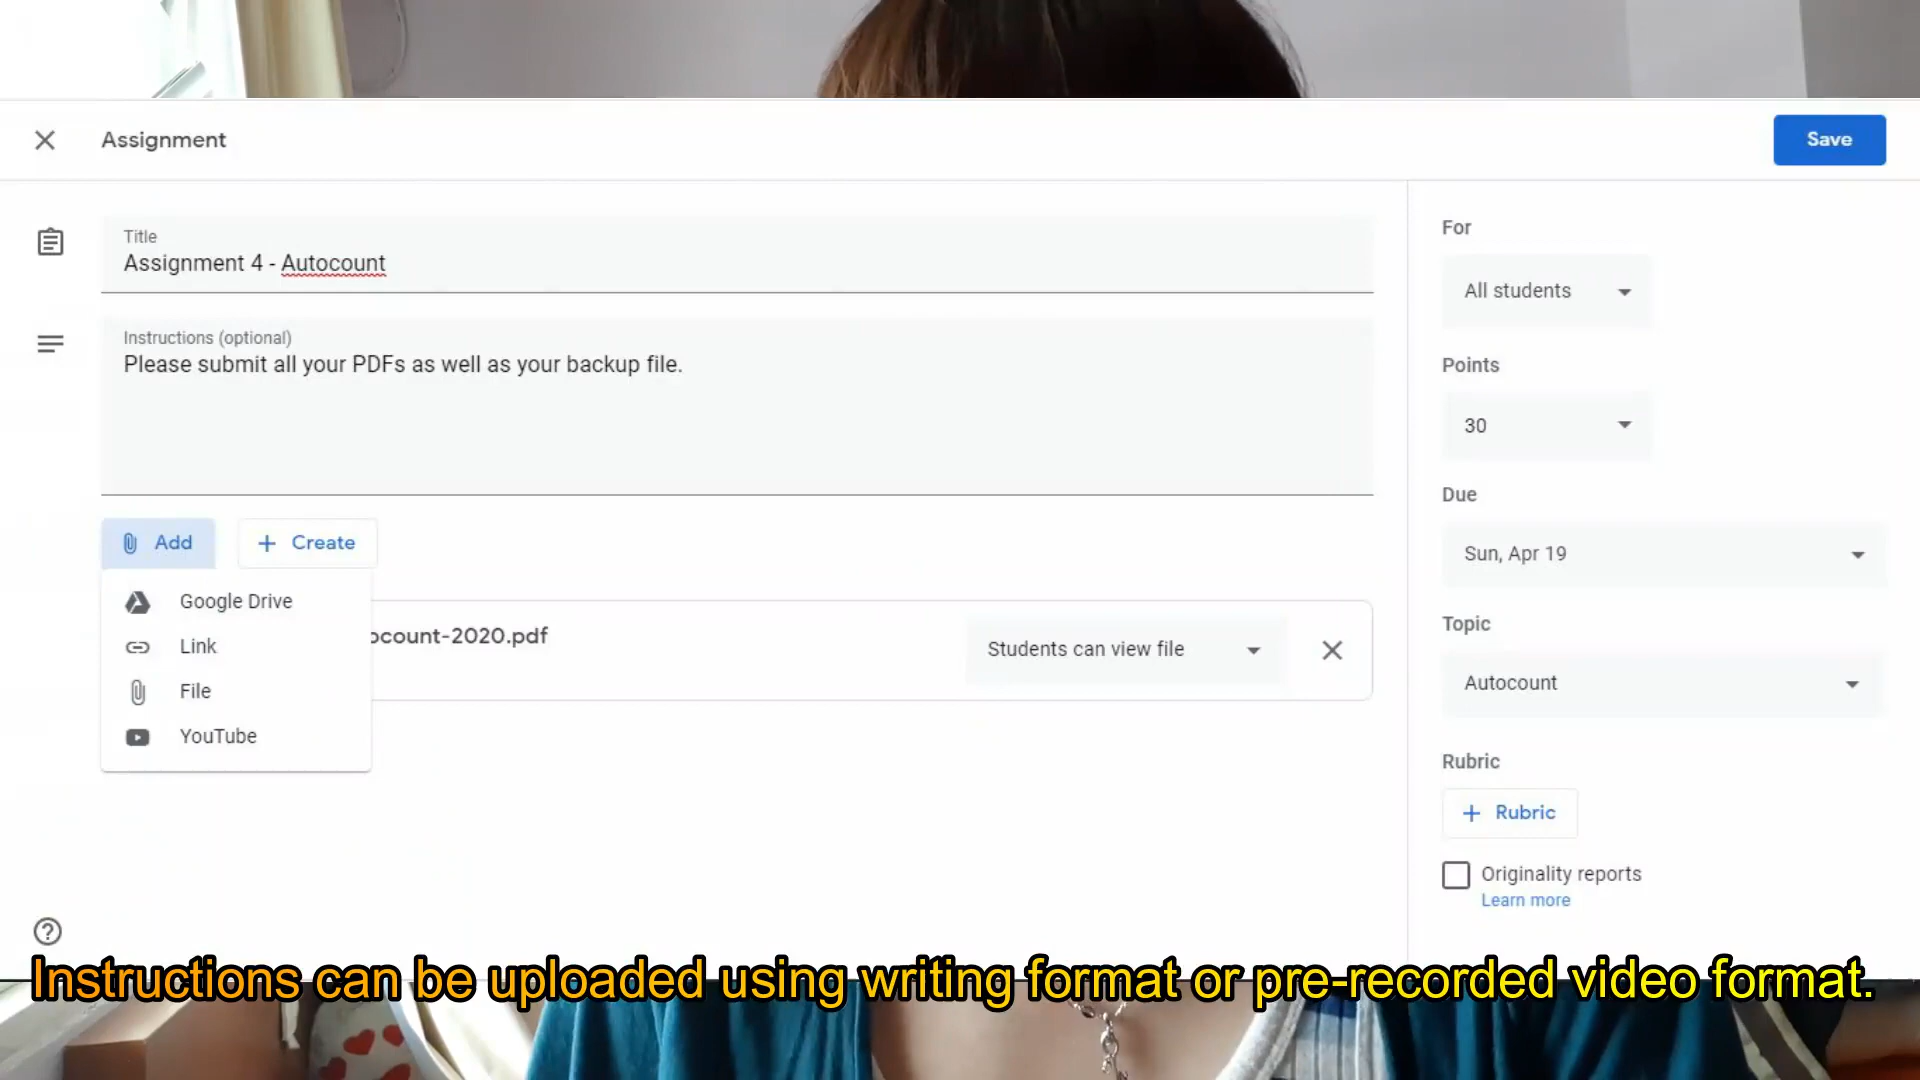 Assignment
Save
Title
Assignment 4 - Autocount
Instructions (optional)
Please submit all your PDFs as well as your backup file.
Add
Create
Google Drive
Link
File
YouTube
ocount-2020.pdf
Students can view file
For
All students
Points
30
Due
Sun, Apr 19
Topic
Autocount
Rubric
Rubric
Originality reports
Learn more
Instructions can be uploaded using writing format or pre-recorded video format.